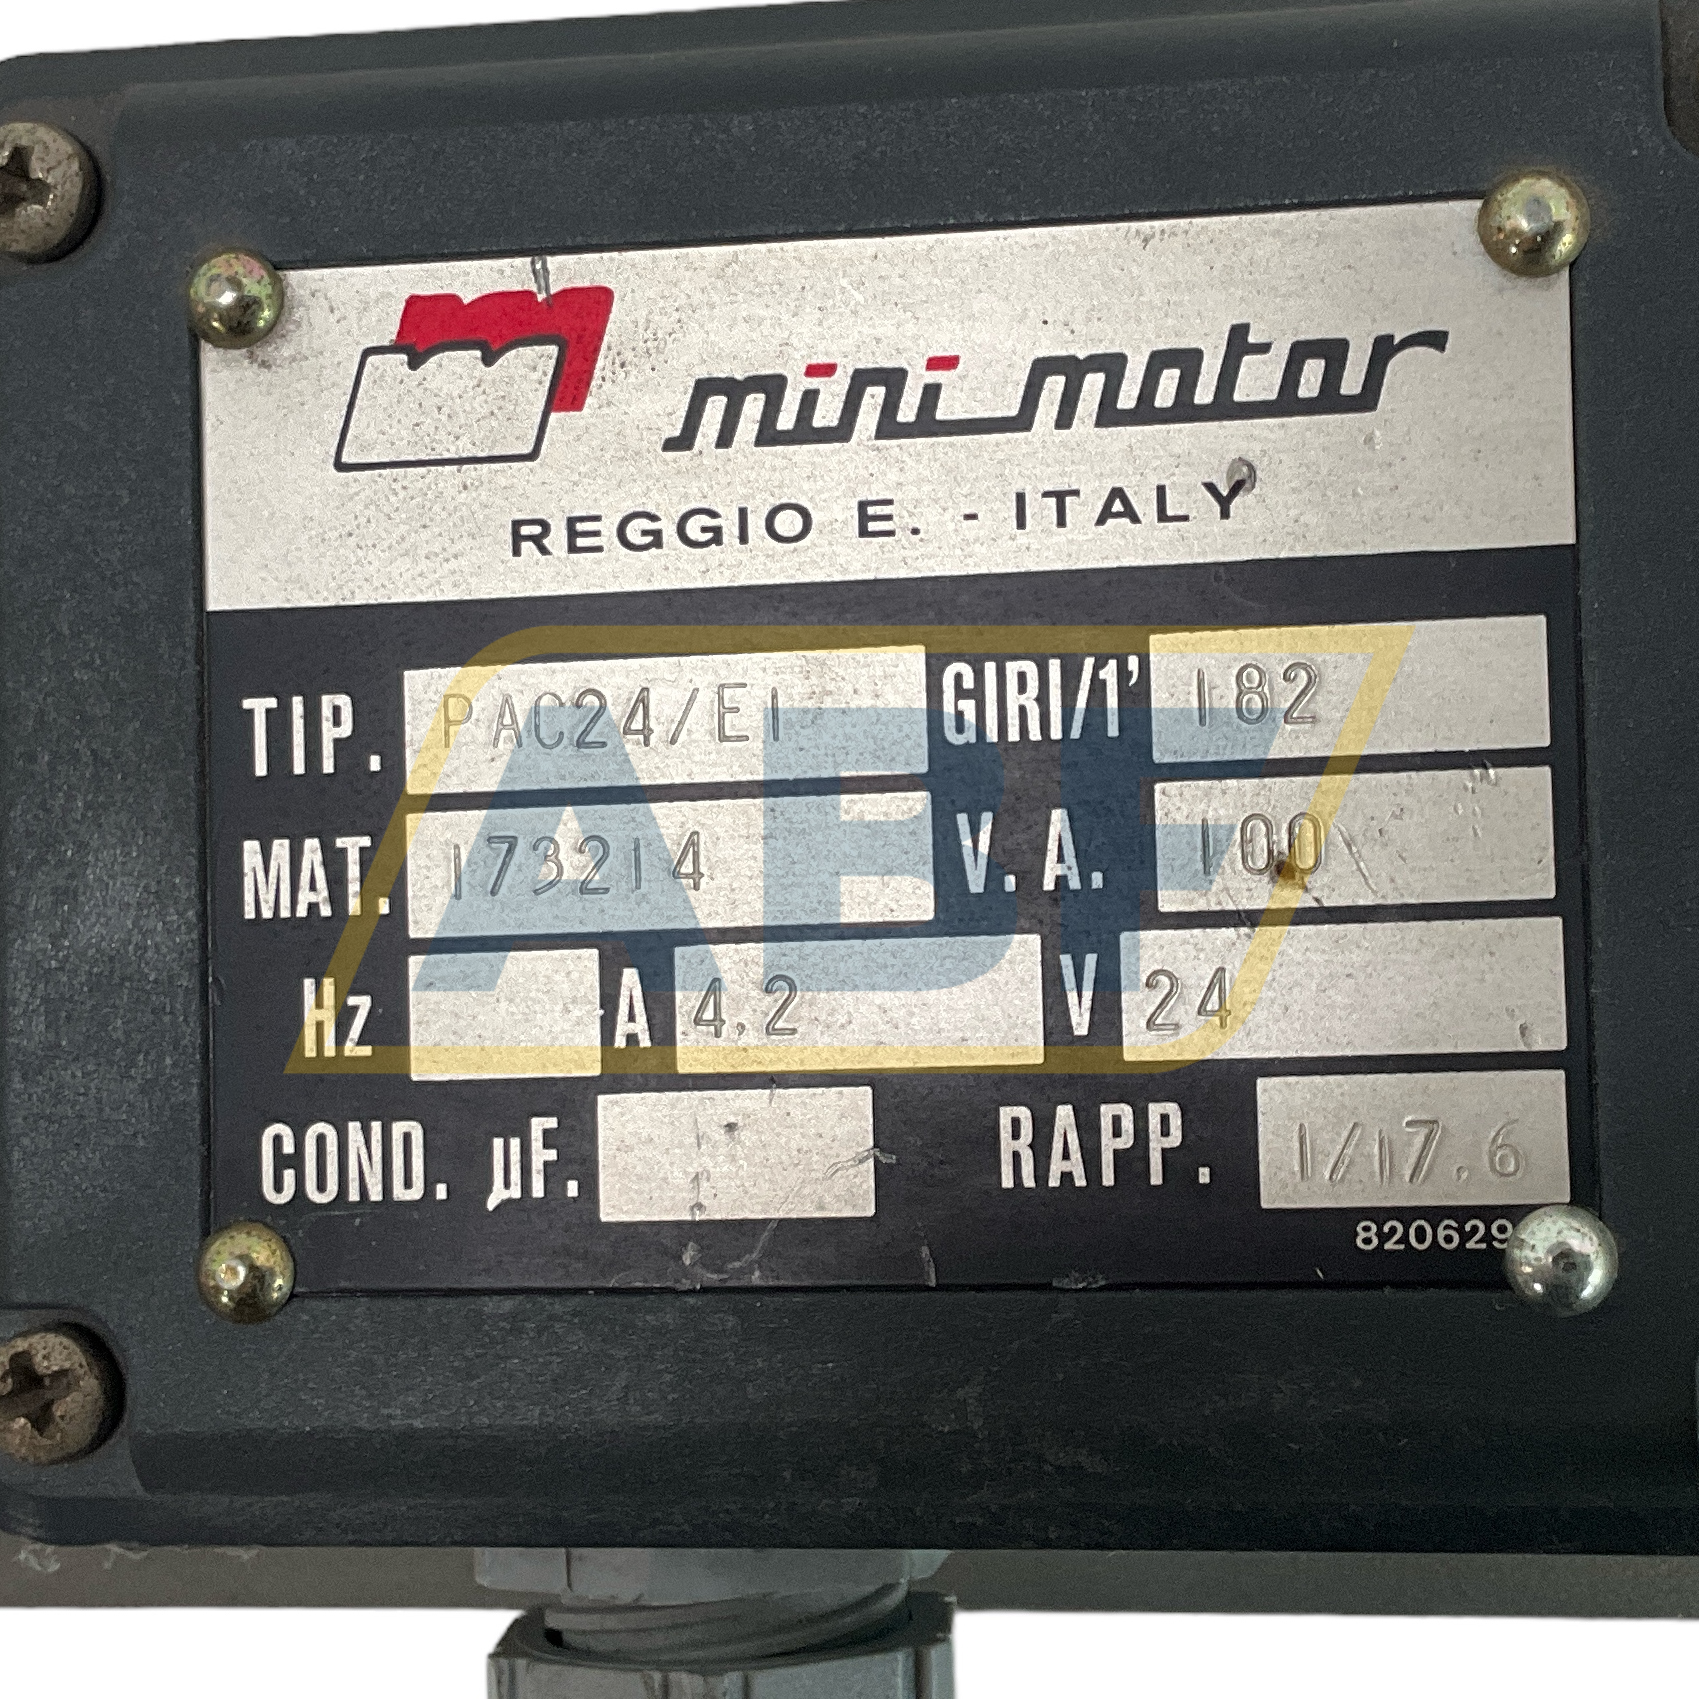 mini motor
REGGIO E. - ITALY
TIP. PAC24/E1 GIRI/1' 182
MAT. 173214 V. A. 100
Hz A 4,2 V 24
COND. µF. RAPP. 1/17.6
820629
ABF